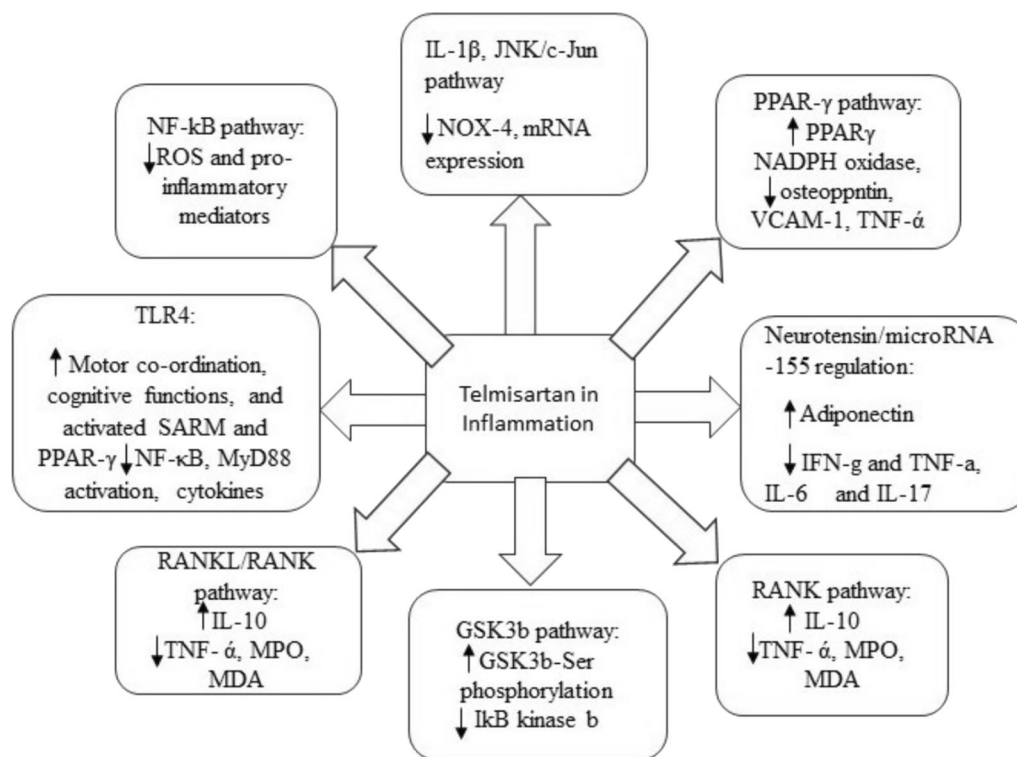 IL-1β, JNK/c-Jun
pathway
↓NOX-4, mRNA
expression
NF-kB pathway:
↓ROS and pro-
inflammatory
mediators
PPAR-γ pathway:
↑ PPARγ
NADPH oxidase,
↓osteoppntin,
VCAM-1, TNF-ά
TLR4:
↑ Motor co-ordination,
cognitive functions, and
activated SARM and
PPAR-γ ↓NF-κB, MyD88
activation, cytokines
Telmisartan in
Inflammation
Neurotensin/microRNA
-155 regulation:
↑ Adiponectin
↓IFN-g and TNF-a,
IL-6 and IL-17
RANKL/RANK
pathway:
↑IL-10
↓TNF- ά, MPO,
MDA
GSK3b pathway:
↑GSK3b-Ser
phosphorylation
↓ IkB kinase b
RANK pathway:
↑ IL-10
↓TNF- ά, MPO,
MDA